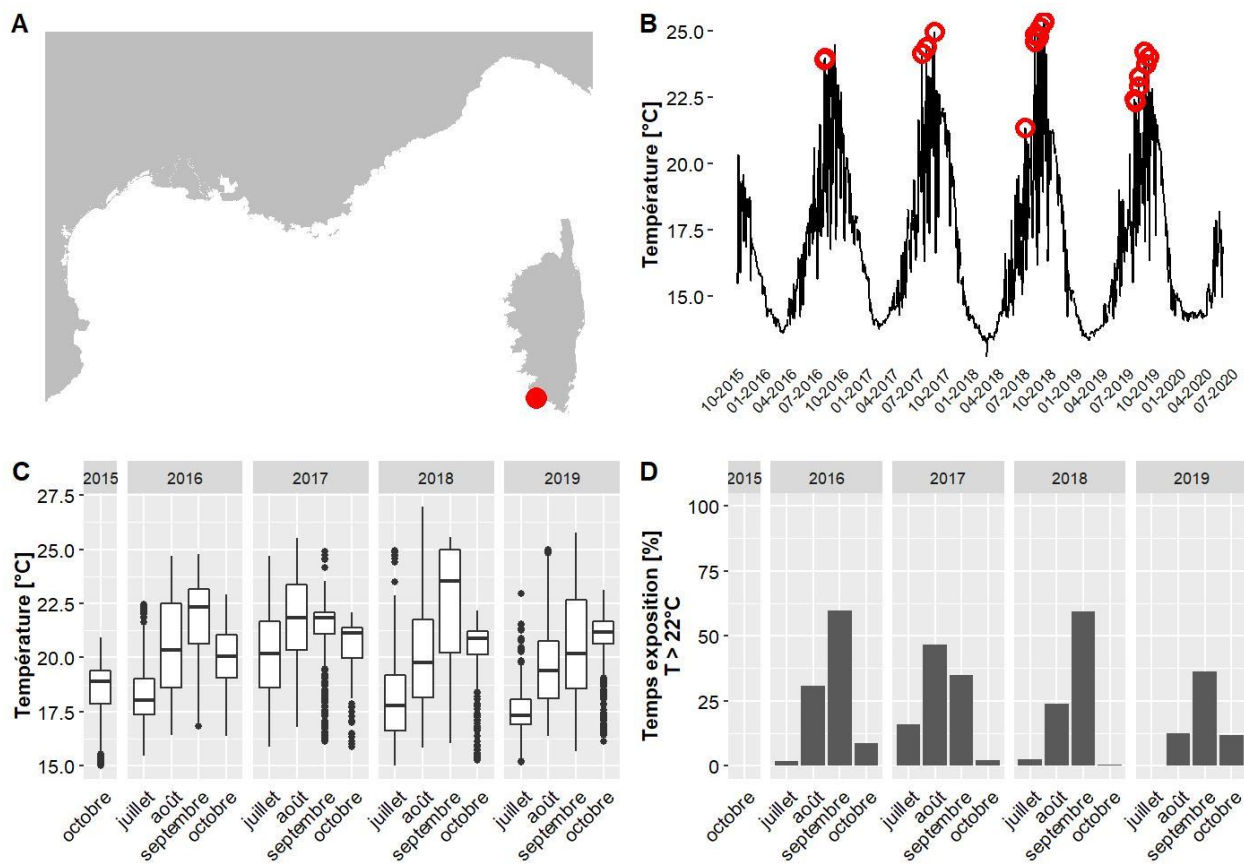 A
B
Température [°C]
25.0
22.5
20.0
17.5
15.0
10-2015
01-2016
04-2016
07-2016
10-2016
01-2017
04-2017
07-2017
10-2017
01-2018
04-2018
07-2018
10-2018
01-2019
04-2019
07-2019
10-2019
01-2020
04-2020
07-2020
C
2015
2016
2017
2018
2019
Température [°C]
27.5
25.0
22.5
20.0
17.5
15.0
octobre
juillet
août
septembre
octobre
juillet
août
septembre
octobre
juillet
août
septembre
octobre
juillet
août
septembre
octobre
D
2015
2016
2017
2018
2019
Temps exposition [%]
T > 22°C
100
75
50
25
0
octobre
juillet
août
septembre
octobre
juillet
août
septembre
octobre
juillet
août
septembre
octobre
juillet
août
septembre
octobre